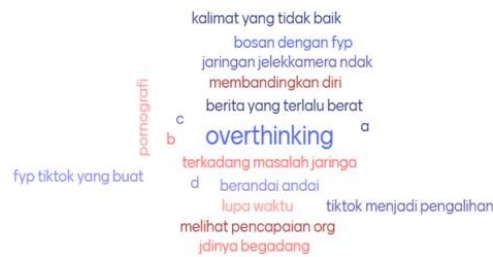 kalimat yang tidak baik
bosan dengan fyp
jaringan jelekkamera ndak
membandingkan diri
pornografi
berita yang terlalu berat
c
a
b
overthinking
terkadang masalah jaringa
fyp tiktok yang buat
d
berandai andai
lupa waktu
tiktok menjadi pengalihan
melihat pencapaian org
jdinya begadang